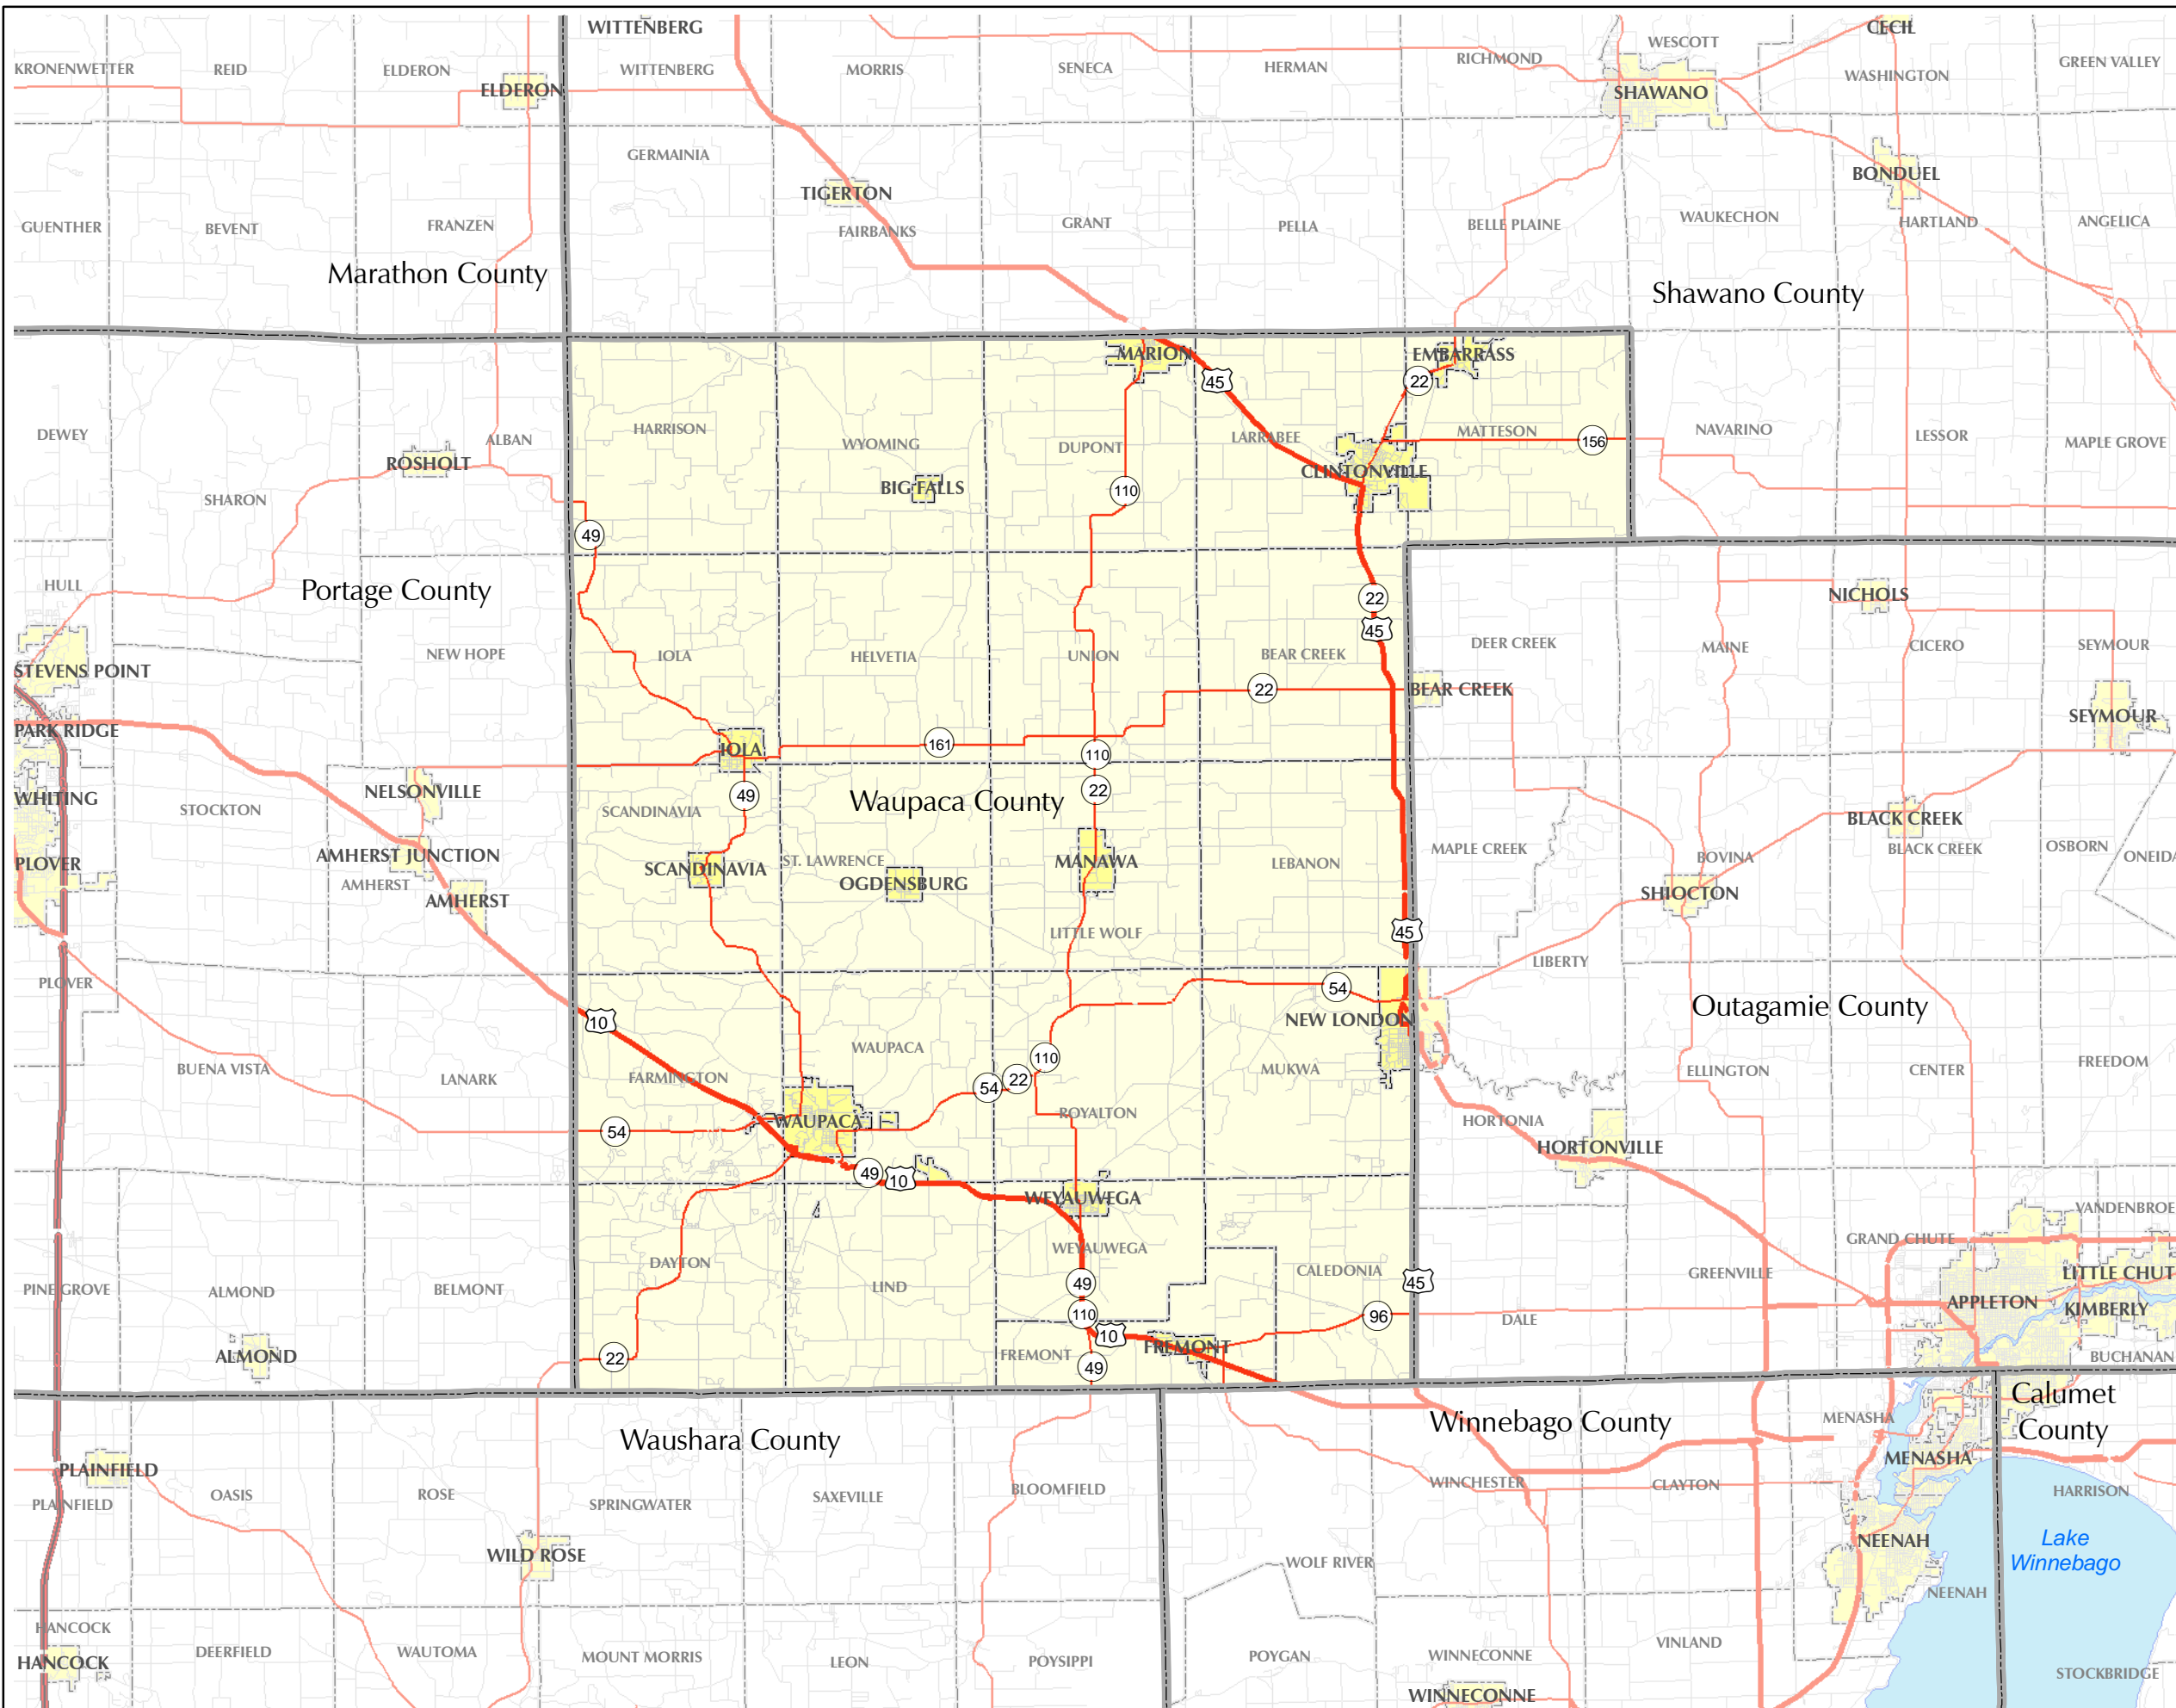 WITTENBERG
CECIL
KRONENWETTER
REID
ELDERON
WITTENBERG
MORRIS
SENECA
HERMAN
RICHMOND
WESCOTT
WASHINGTON
GREEN VALLEY
ELDERON
SHAWANO
GERMAINIA
TIGERTON
BONDUEL
GUENTHER
BEVENT
FRANZEN
FAIRBANKS
GRANT
PELLA
BELLE PLAINE
WAUKECHON
HARTLAND
ANGELICA
Marathon County
Shawano County
MARION
45
EMBARRASS
22
DEWEY
ALBAN
HARRISON
WYOMING
DUPONT
LARRABEE
MATTESON
156
NAVARINO
LESSOR
MAPLE GROVE
ROSHOLT
SHARON
BIG FALLS
110
CLINTONVILLE
49
HULL
Portage County
22
45
NICHOLS
STEVENS POINT
NEW HOPE
IOLA
HELVETIA
UNION
BEAR CREEK
DEER CREEK
MAINE
CICERO
SEYMOUR
22
BEAR CREEK
PARK RIDGE
IOLA
161
110
SEYMOUR
WHITING
STOCKTON
NELSONVILLE
SCANDINAVIA
49
Waupaca County
22
BLACK CREEK
PLOVER
AMHERST JUNCTION
AMHERST
AMHERST
SCANDINAVIA
ST. LAWRENCE
OGDENSBURG
MANAWA
LEBANON
MAPLE CREEK
BOVINA
BLACK CREEK
OSBORN
ONEIDA
SHIOCTON
LITTLE WOLF
45
LIBERTY
PLOVER
54
10
NEW LONDON
Outagamie County
BUENA VISTA
LANARK
FARMINGTON
WAUPACA
110
54
22
MUKWA
ELLINGTON
CENTER
FREEDOM
54
WAUPACA
ROYALTON
HORTONIA
HORTONVILLE
49
10
WEYAUWEGA
VANDENBROE
GRAND CHUTE
PINE GROVE
ALMOND
BELMONT
DAYTON
LIND
WEYAUWEGA
49
CALEDONIA
45
GREENVILLE
LITTLE CHUT
APPLETON
KIMBERLY
110
10
96
DALE
ALMOND
22
FREMONT
49
FREMONT
BUCHANAN
Waushara County
Winnebago County
Calumet
County
MENASHA
MENASHA
PLAINFIELD
PLAINFIELD
OASIS
ROSE
SPRINGWATER
SAXEVILLE
BLOOMFIELD
WINCHESTER
CLAYTON
HARRISON
WILD ROSE
WOLF RIVER
NEENAH
Lake
Winnebago
NEENAH
HANCOCK
HANCOCK
DEERFIELD
WAUTOMA
MOUNT MORRIS
LEON
POYSIPPI
POYGAN
WINNECONNE
VINLAND
STOCKBRIDGE
WINNECONNE